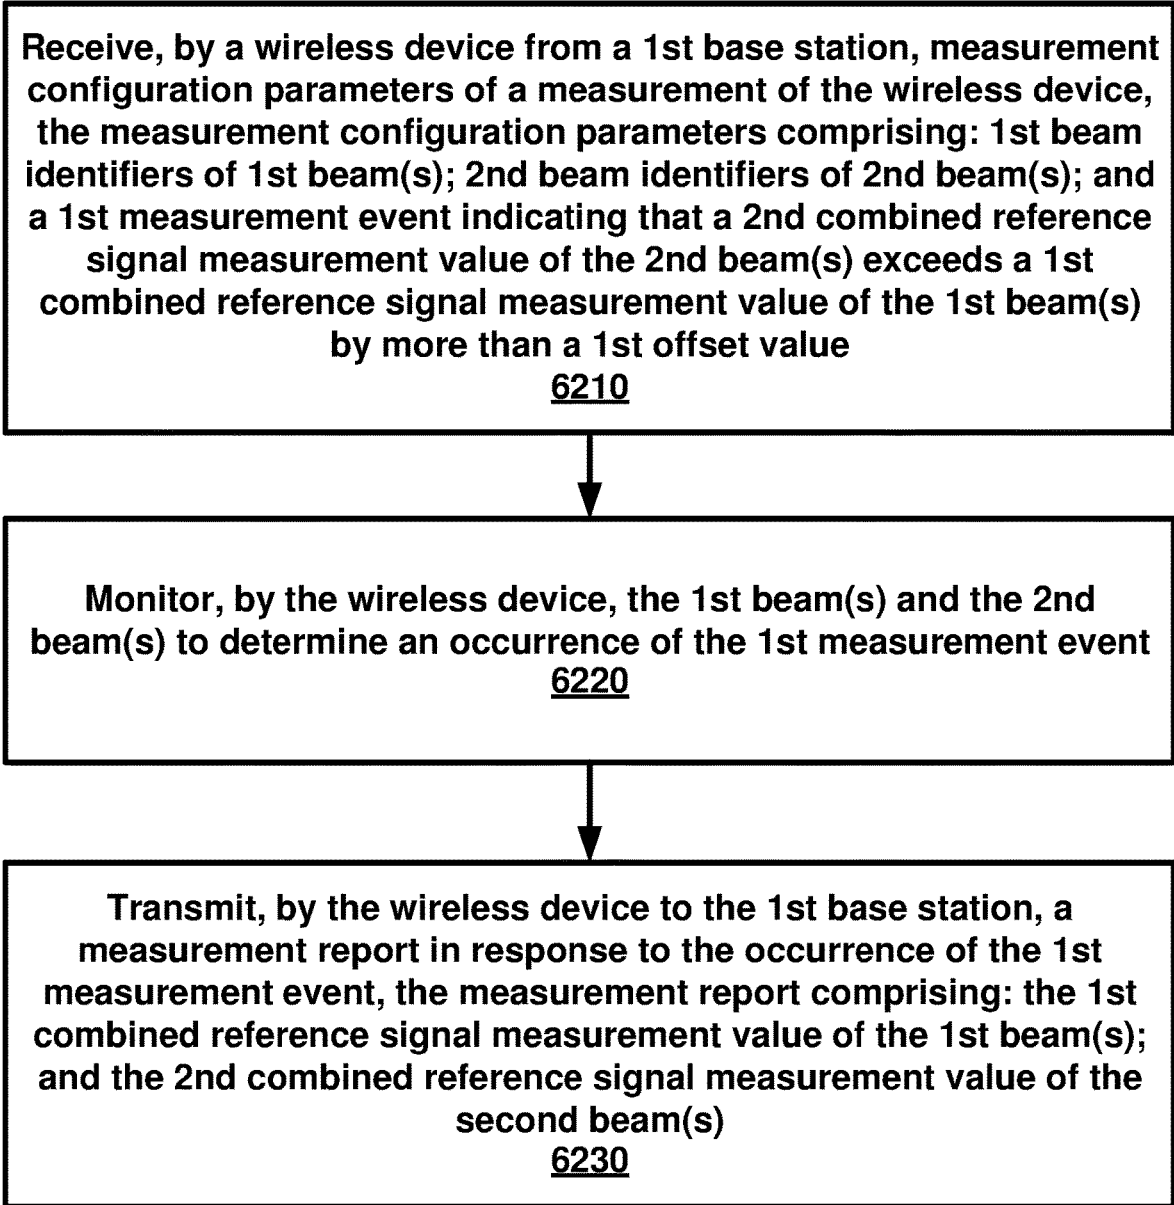 Receive, by a wireless device from a 1st base station, measurement
configuration parameters of a measurement of the wireless device,
the measurement configuration parameters comprising: 1st beam
identifiers of 1st beam(s); 2nd beam identifiers of 2nd beam(s); and
a 1st measurement event indicating that a 2nd combined reference
signal measurement value of the 2nd beam(s) exceeds a 1st
combined reference signal measurement value of the 1st beam(s)
by more than a 1st offset value
6210
Monitor, by the wireless device, the 1st beam(s) and the 2nd
beam(s) to determine an occurrence of the 1st measurement event
6220
Transmit, by the wireless device to the 1st base station, a
measurement report in response to the occurrence of the 1st
measurement event, the measurement report comprising: the 1st
combined reference signal measurement value of the 1st beam(s);
and the 2nd combined reference signal measurement value of the
second beam(s)
6230